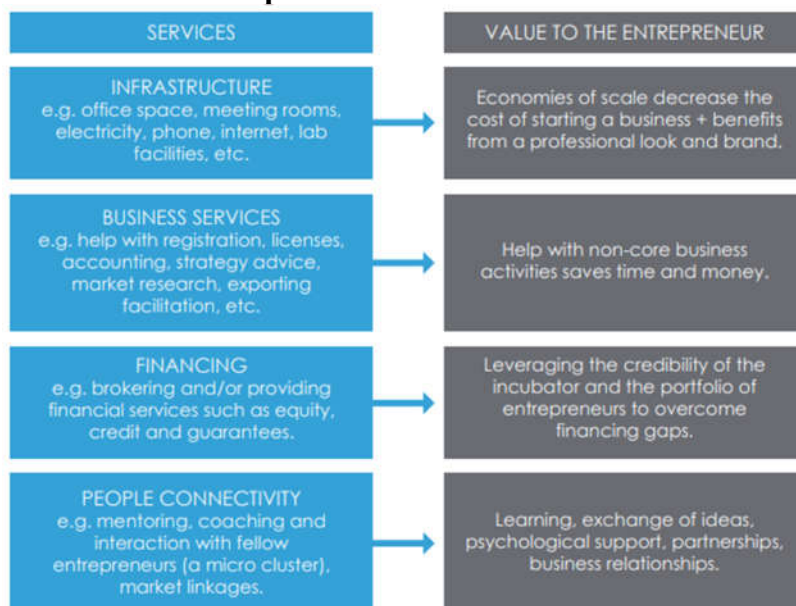 SERVICES
VALUE TO THE ENTREPRENEUR
INFRASTRUCTURE
e.g. office space, meeting rooms,
electricity, phone, internet, lab
facilities, etc.
Economies of scale decrease the
cost of starting a business + benefits
from a professional look and brand.
BUSINESS SERVICES
e.g. help with registration, licenses,
accounting, strategy advice,
market research, exporting
facilitation, etc.
Help with non-core business
activities saves time and money.
FINANCING
e.g. brokering and/or providing
financial services such as equity,
credit and guarantees.
Leveraging the credibility of the
incubator and the portfolio of
entrepreneurs to overcome
financing gaps.
PEOPLE CONNECTIVITY
e.g. mentoring, coaching and
interaction with fellow
entrepreneurs (a micro cluster),
market linkages.
Learning, exchange of ideas,
psychological support, partnerships,
business relationships.